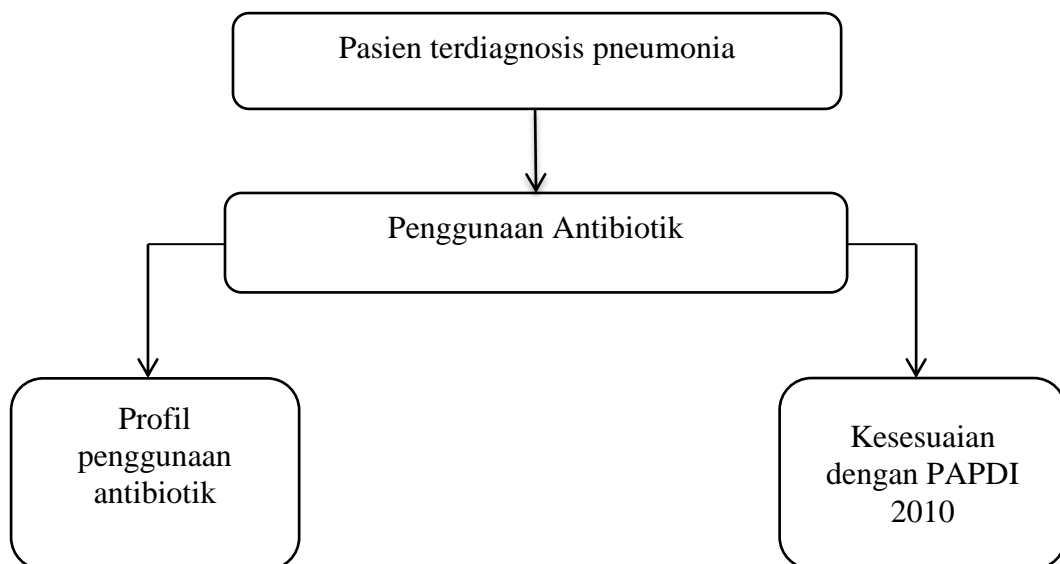 Pasien terdiagnosis pneumonia
Penggunaan Antibiotik
Profil
penggunaan
antibiotik
Kesesuaian
dengan PAPDI
2010